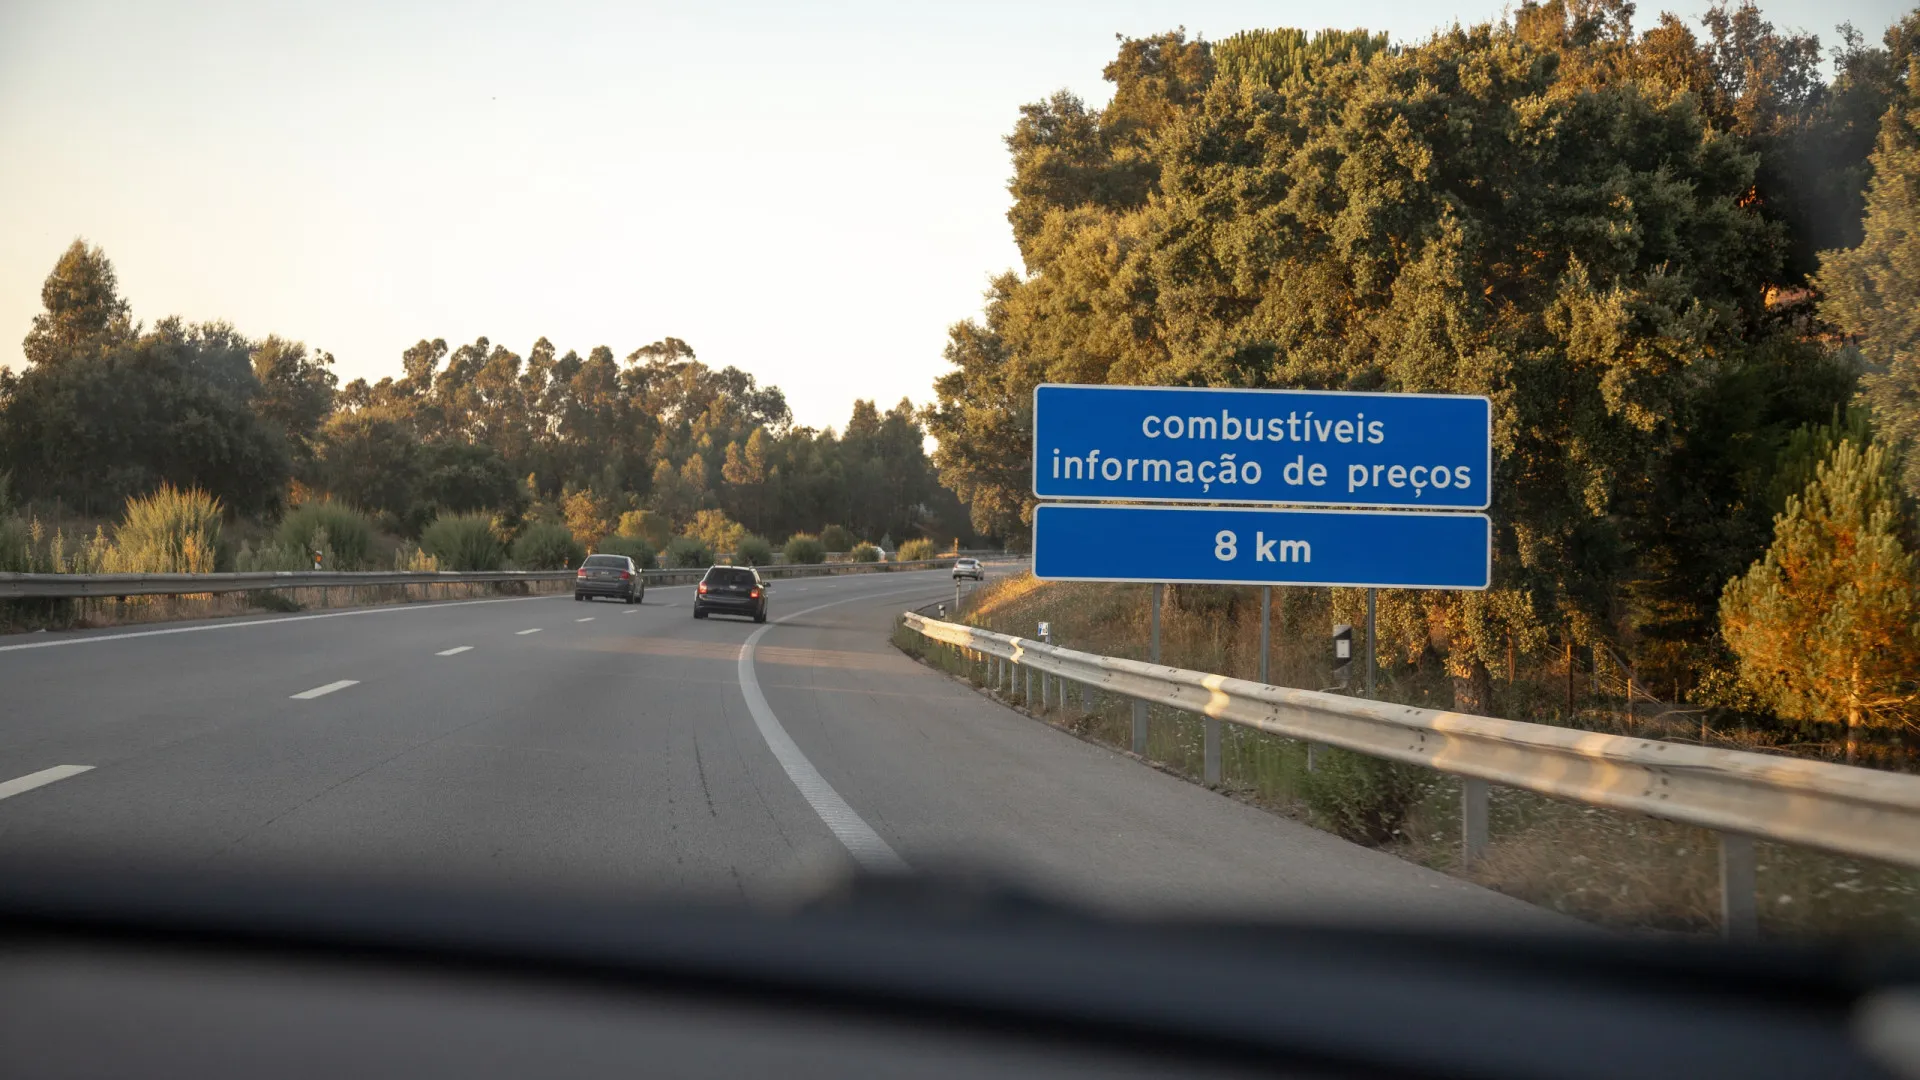 combustíveis
informação de preços
8 km